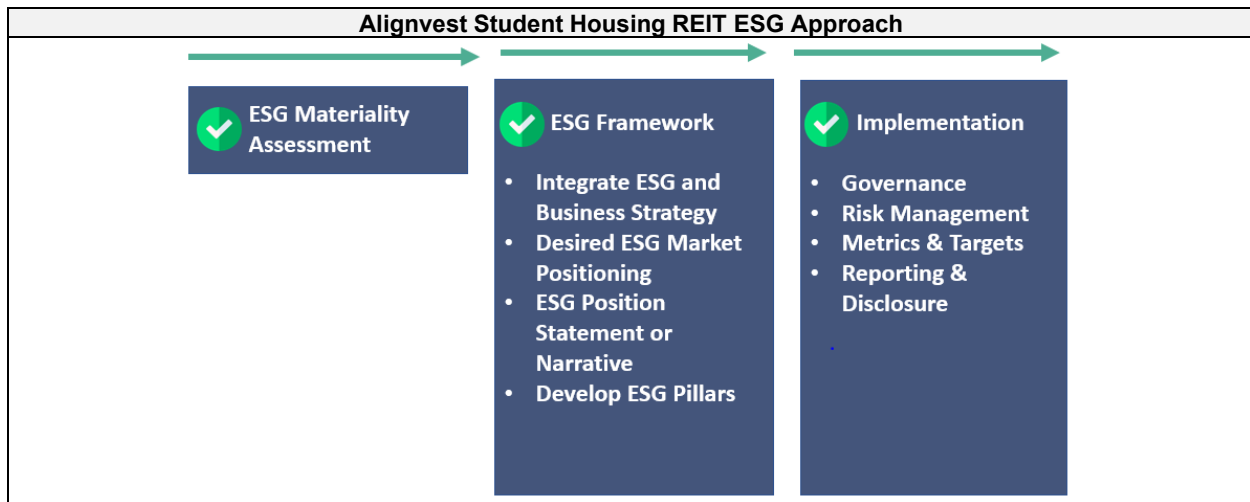 Alignvest Student Housing REIT ESG Approach
ESG Materiality
Assessment
ESG Framework
• Integrate ESG and
Business Strategy
• Desired ESG Market
Positioning
• ESG Position
Statement or
Narrative
• Develop ESG Pillars
Implementation
• Governance
• Risk Management
• Metrics & Targets
• Reporting &
Disclosure